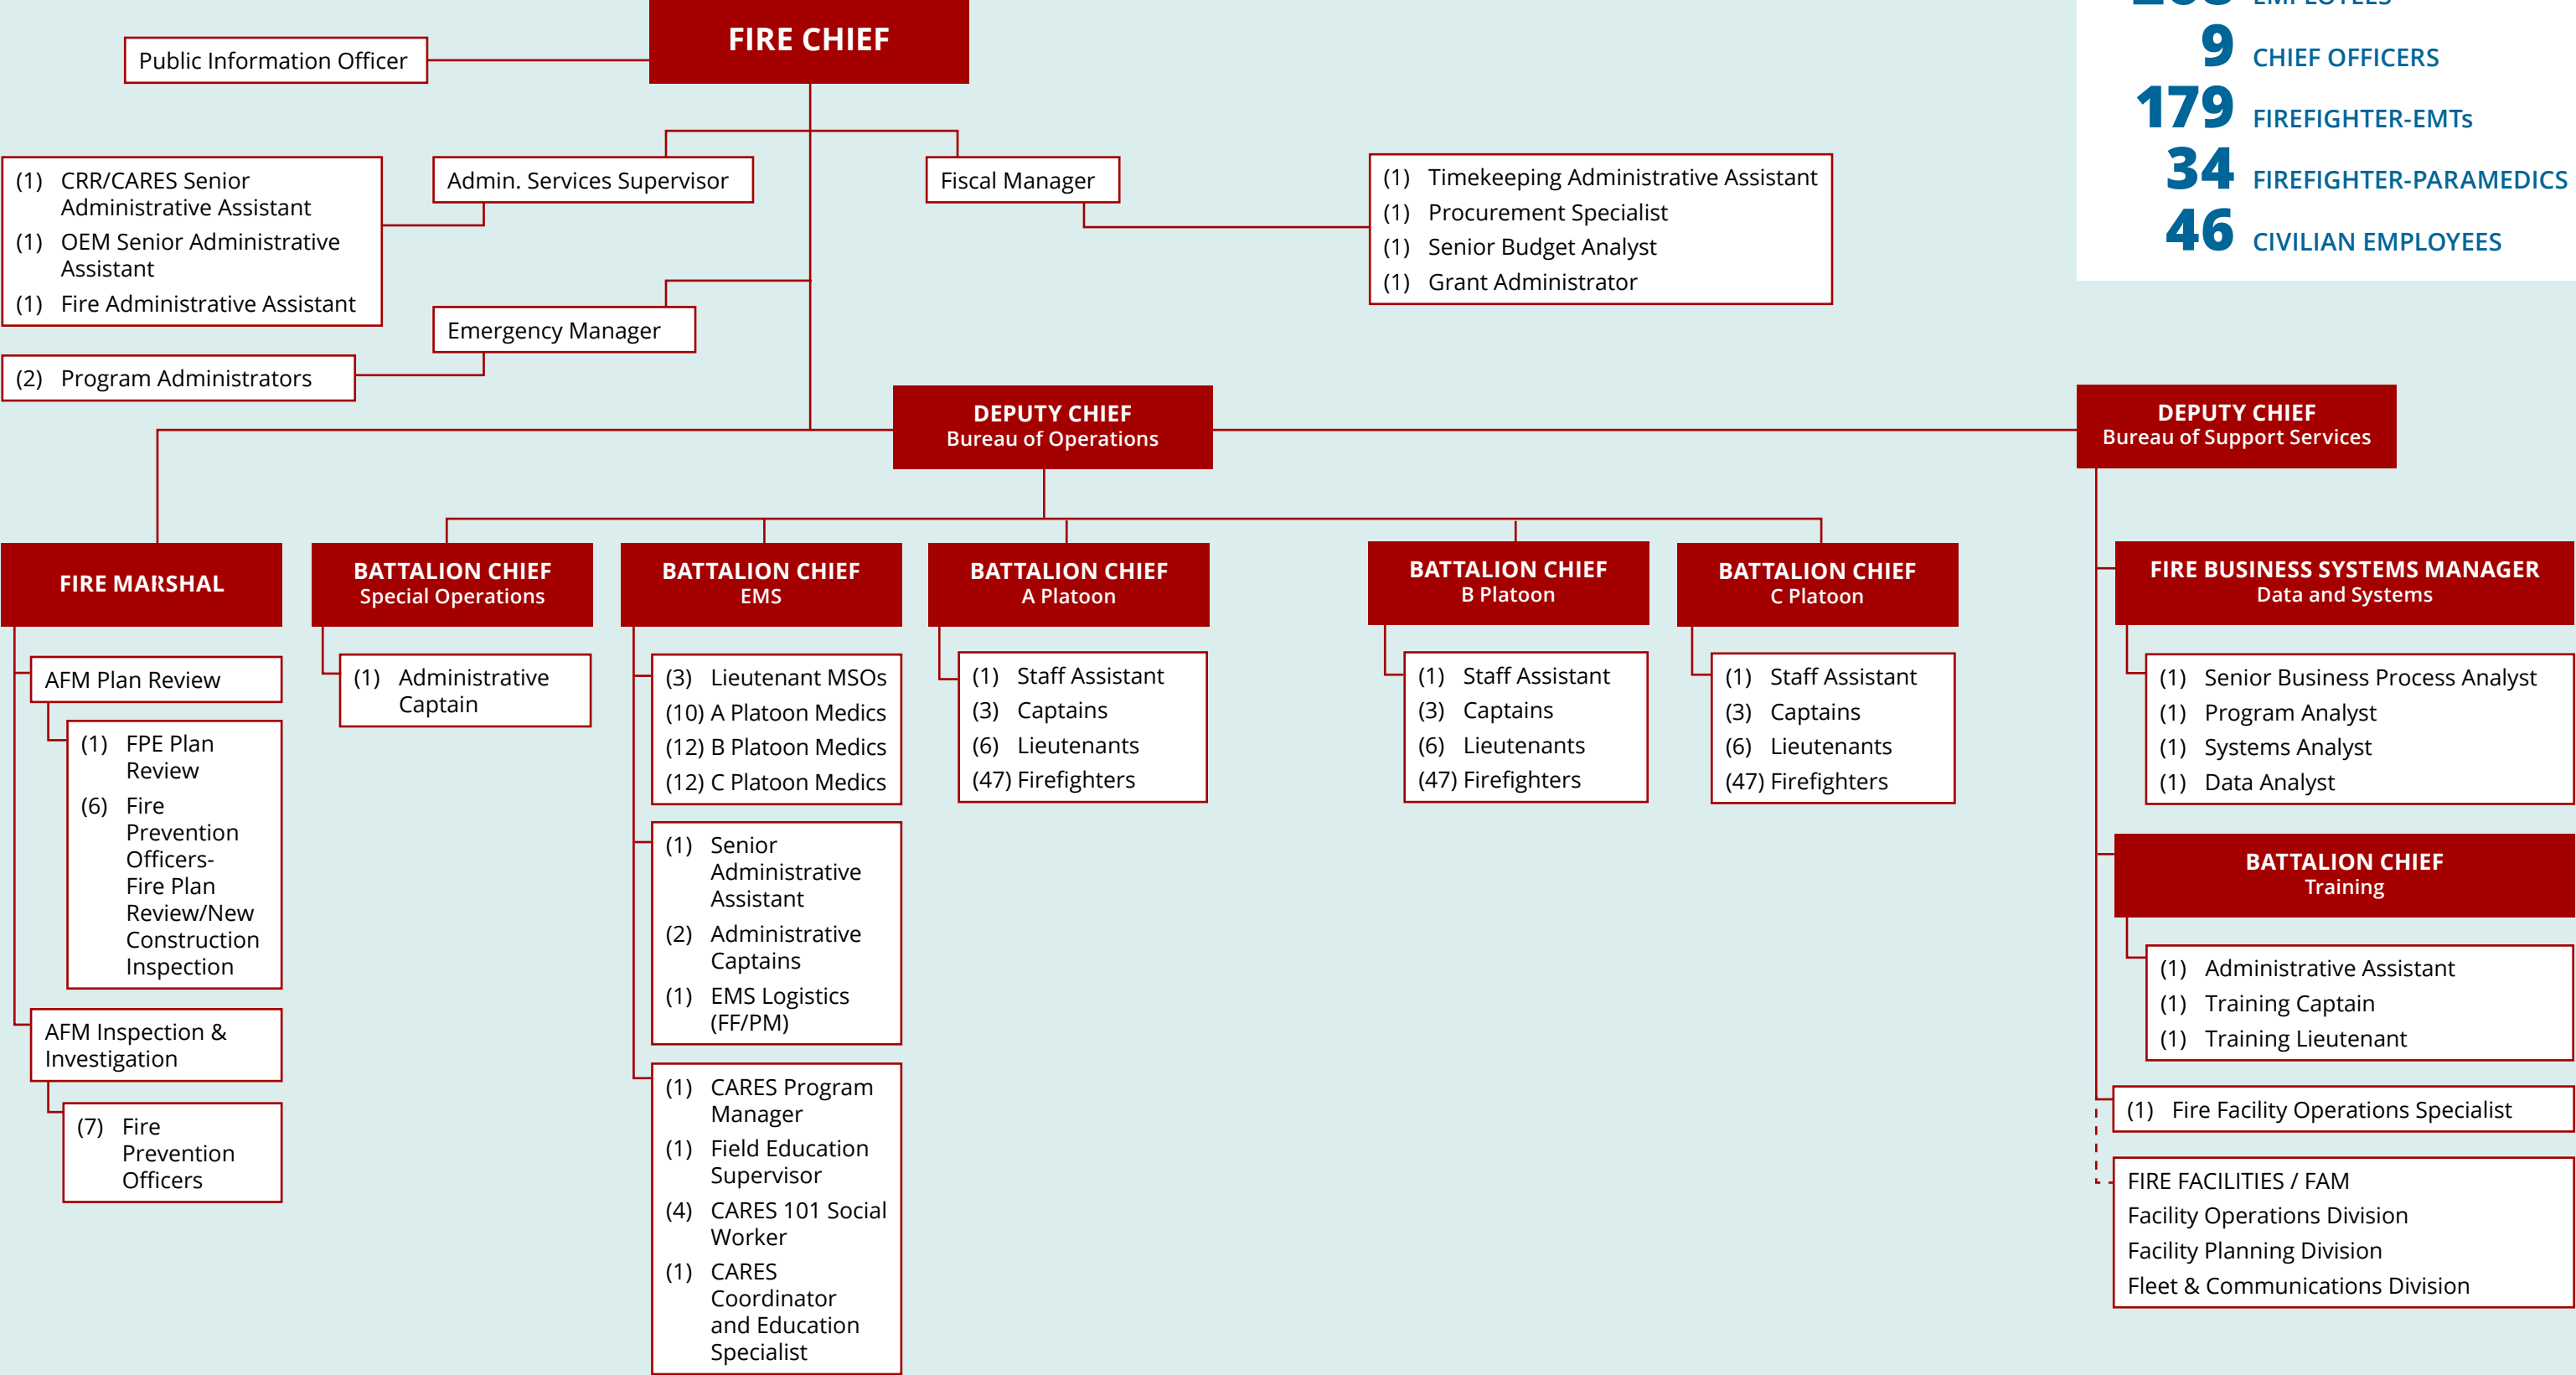 FIRE CHIEF
Public Information Officer
EMPLOYEES
9 CHIEF OFFICERS
179 FIREFIGHTER-EMTs
34 FIREFIGHTER-PARAMEDICS
46 CIVILIAN EMPLOYEES
(1) CRR/CARES Senior
Administrative Assistant
(1) OEM Senior Administrative
Assistant
(1) Fire Administrative Assistant
Admin. Services Supervisor
Fiscal Manager
(1) Timekeeping Administrative Assistant
(1) Procurement Specialist
(1) Senior Budget Analyst
(1) Grant Administrator
Emergency Manager
(2) Program Administrators
DEPUTY CHIEF
Bureau of Operations
DEPUTY CHIEF
Bureau of Support Services
FIRE MARSHAL
AFM Plan Review
(1) FPE Plan
Review
(6) Fire
Prevention
Officers-
Fire Plan
Review/New
Construction
Inspection
AFM Inspection &
Investigation
(7) Fire
Prevention
Officers
BATTALION CHIEF
Special Operations
(1) Administrative
Captain
BATTALION CHIEF
EMS
(3) Lieutenant MSOs
(10) A Platoon Medics
(12) B Platoon Medics
(12) C Platoon Medics
(1) Senior
Administrative
Assistant
(2) Administrative
Captains
(1) EMS Logistics
(FF/PM)
(1) CARES Program
Manager
(1) Field Education
Supervisor
(4) CARES 101 Social
Worker
(1) CARES
Coordinator
and Education
Specialist
BATTALION CHIEF
A Platoon
(1) Staff Assistant
(3) Captains
(6) Lieutenants
(47) Firefighters
BATTALION CHIEF
B Platoon
(1) Staff Assistant
(3) Captains
(6) Lieutenants
(47) Firefighters
BATTALION CHIEF
C Platoon
(1) Staff Assistant
(3) Captains
(6) Lieutenants
(47) Firefighters
FIRE BUSINESS SYSTEMS MANAGER
Data and Systems
(1) Senior Business Process Analyst
(1) Program Analyst
(1) Systems Analyst
(1) Data Analyst
BATTALION CHIEF
Training
(1) Administrative Assistant
(1) Training Captain
(1) Training Lieutenant
(1) Fire Facility Operations Specialist
FIRE FACILITIES / FAM
Facility Operations Division
Facility Planning Division
Fleet & Communications Division